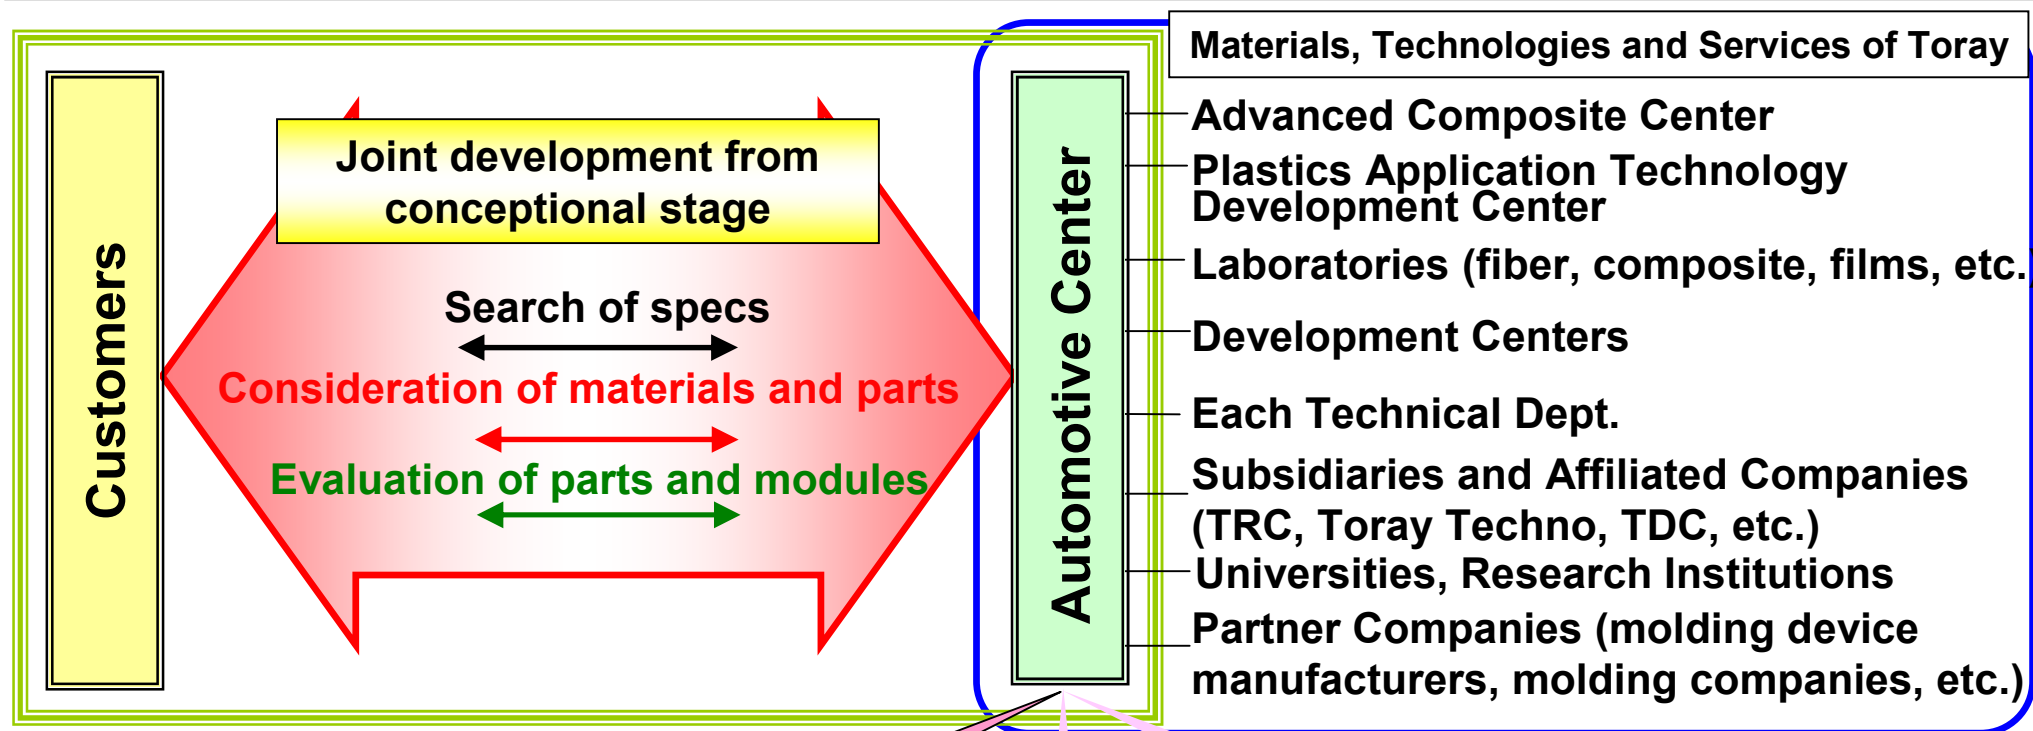 Materials, Technologies and Services of Toray
Customers
Joint development from
conceptional stage
Search of specs
Consideration of materials and parts
Evaluation of parts and modules
Automotive Center
Advanced Composite Center
Plastics Application Technology
Development Center
Laboratories (fiber, composite, films, etc.)
Development Centers
Each Technical Dept.
Subsidiaries and Affiliated Companies
(TRC, Toray Techno, TDC, etc.)
Universities, Research Institutions
Partner Companies (molding device
manufacturers, molding companies, etc.)